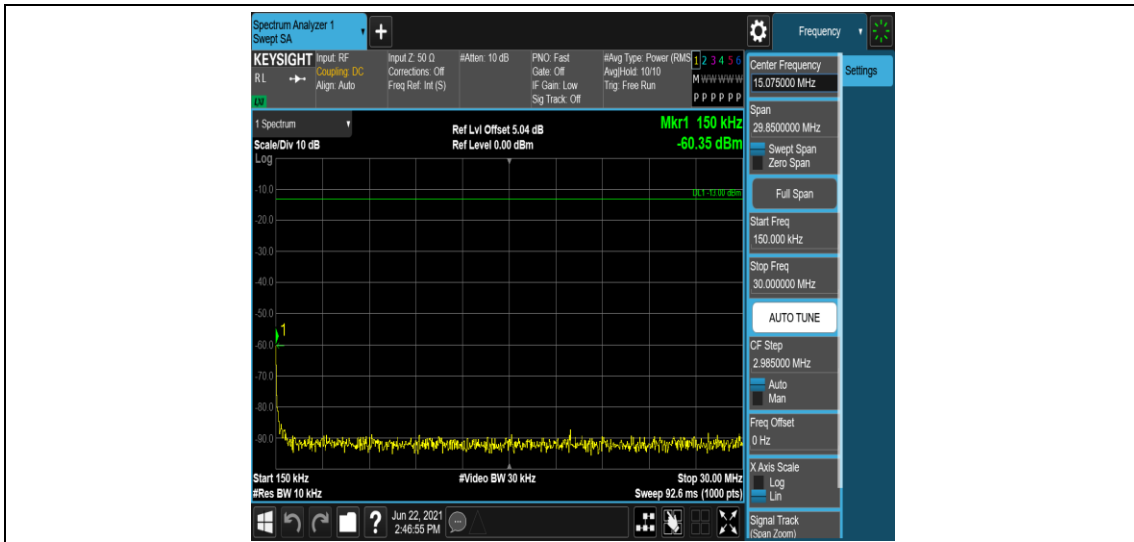 Spectrum Analyzer 1
Swept SA
+
Frequency
KEYSIGHT
RL
LXI
Input: RF
Coupling: DC
Align: Auto
Input Z: 50 Ω
Corrections: Off
Freq Ref: Int (S)
#Atten: 10 dB
PNO: Fast
Gate: Off
IF Gain: Low
Sig Track: Off
#Avg Type: Power (RMS
Avg|Hold: 10/10
Trig: Free Run
1 2 3 4 5 6
M W W W W W
P P P P P P
1 Spectrum
Scale/Div 10 dB
Log
Ref Lvl Offset 5.04 dB
Ref Level 0.00 dBm
Mkr1 150 kHz
-60.35 dBm
DL1 -13.00 dBm
-10.0
-20.0
-30.0
-40.0
-50.0
1
-60.0
-70.0
-80.0
-90.0
Start 150 kHz
#Res BW 10 kHz
#Video BW 30 kHz
Stop 30.00 MHz
Sweep 92.6 ms (1000 pts)
?
Jun 22, 2021
2:46:55 PM
Center Frequency
15.075000 MHz
Settings
Span
29.8500000 MHz
Swept Span
Zero Span
Full Span
Start Freq
150.000 kHz
Stop Freq
30.000000 MHz
AUTO TUNE
CF Step
2.985000 MHz
Auto
Man
Freq Offset
0 Hz
X Axis Scale
Log
Lin
Signal Track
(Span Zoom)